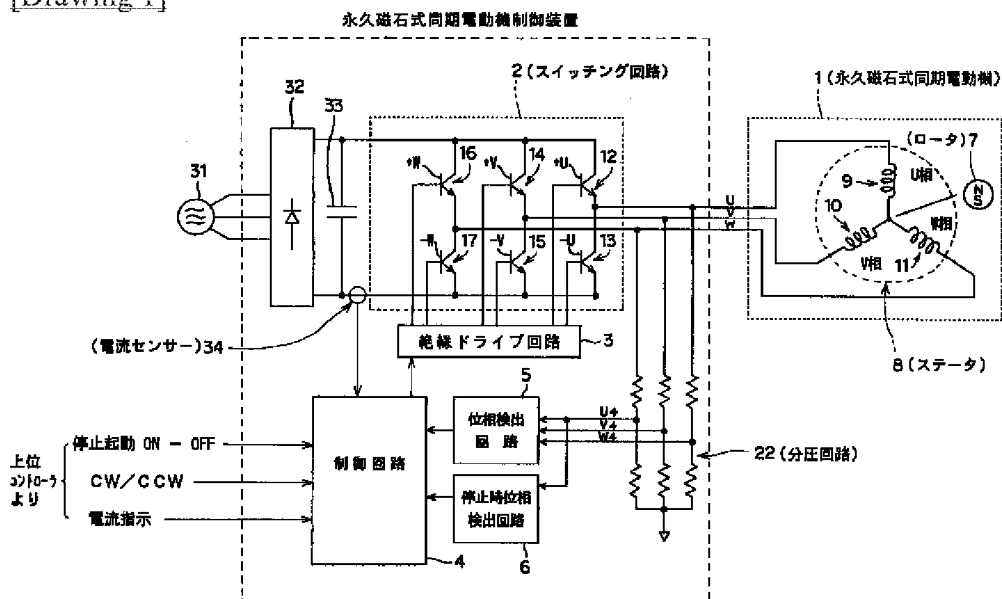 [Drawing 1]
永久磁石式同期電動機制御装置
2(スイッチング回路)
1(永久磁石式同期電動機)
32
33
31
+W
16
+V
14
+U
12
-W
17
-V
15
-U
13
U
V
W
(ロータ)7
N
S
9
U相
10
W相
V相
11
8(ステータ)
(電流センサー)34
絶縁ドライブ回路
3
5
位相検出
回路
U4
V4
W4
22(分圧回路)
制御回路
停止時位相
検出回路
4
6
上位
コントローラ
より
停止起動 ON - OFF
CW/CCW
電流指示